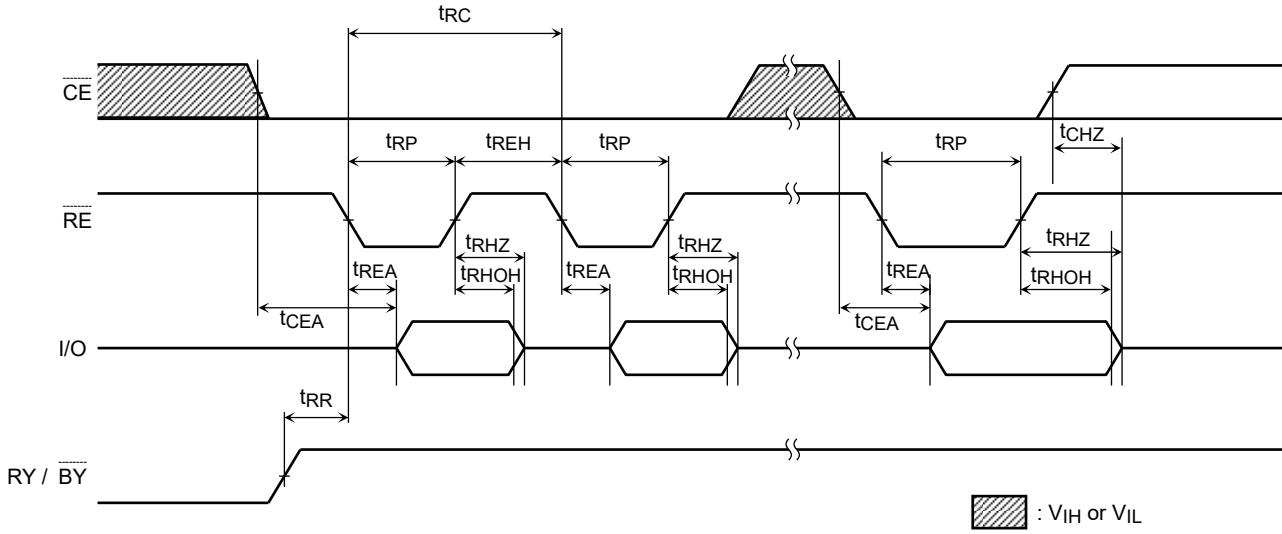 tRC
CE
tRP tREH tRP tRP tCHZ
RE
tRHZ tRHZ tRHZ
tREA tRHOH tREA tRHOH tREA tRHOH
tCEA tCEA
I/O
tRR
RY / BY
: VIH or VIL